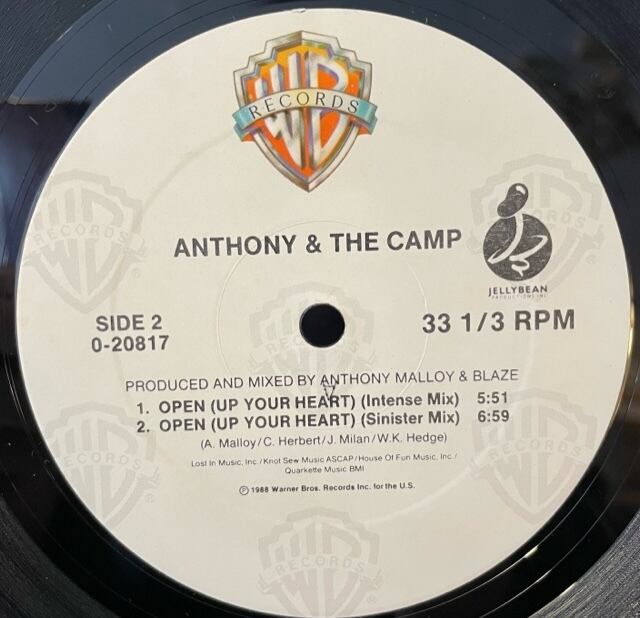 WB
RECORDS
ANTHONY & THE CAMP
JELLYBEAN
PRODUCTIONS INC.
SIDE 2
0-20817
33 1/3 RPM
PRODUCED AND MIXED BY ANTHONY MALLOY & BLAZE
1. OPEN (UP YOUR HEART) (Intense Mix) 5:51
2. OPEN (UP YOUR HEART) (Sinister Mix) 6:59
(A. Malloy/C. Herbert/J. Milan/W.K. Hedge)
Lost In Music, Inc./Knot Sew Music ASCAP/House Of Fun Music, Inc./
Quarkette Music BMI
Ⓟ 1988 Warner Bros. Records Inc. for the U.S.